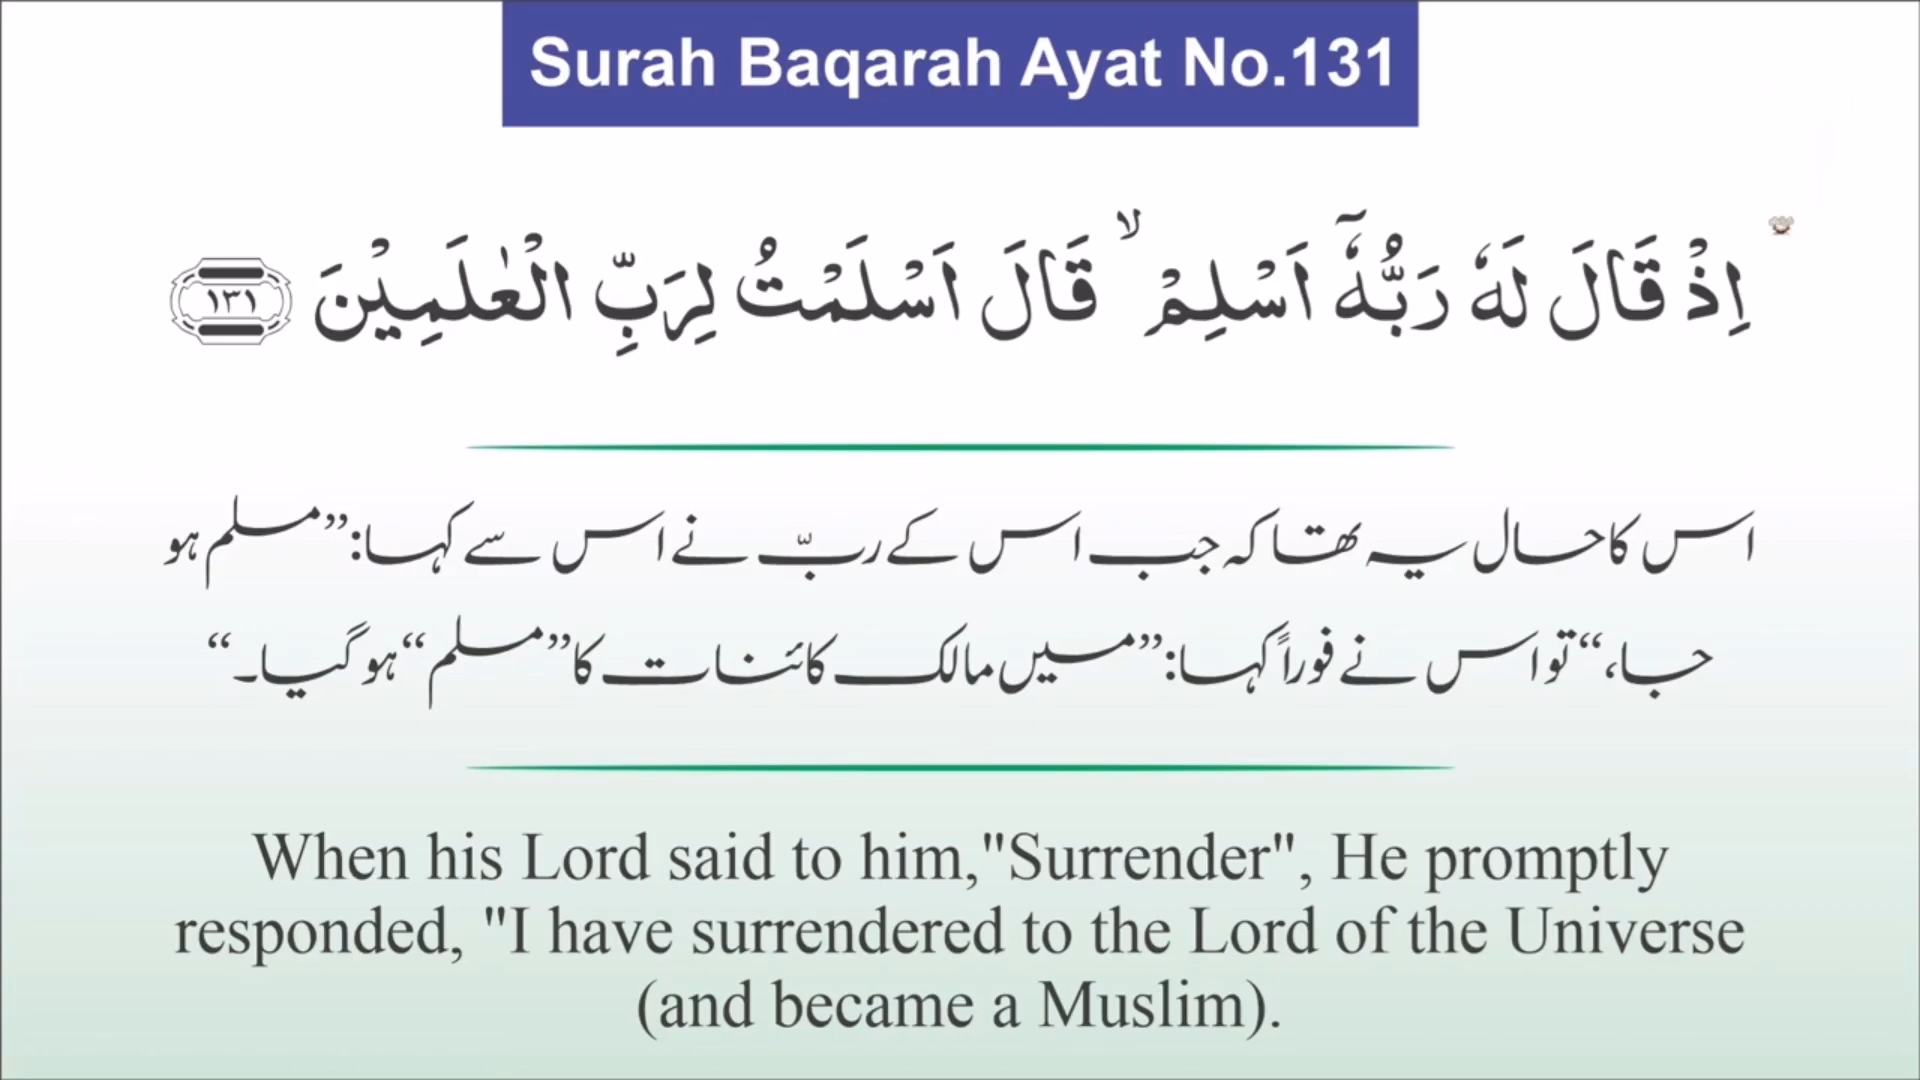 Surah Baqarah Ayat No.131
اِذْ قَالَ لَهٗ رَبُّهٗۤ اَسْلِمْ ۙ قَالَ اَسْلَمْتُ لِرَبِّ الْعٰلَمِيْنَ ١٣١
اس کا حال یہ تھا کہ جب اس کے ربّ نے اس سے کہا: ”مسلم ہو
جا،“ تو اس نے فوراً کہا: ”میں مالک کائنات کا ”مسلم“ ہو گیا۔“
When his Lord said to him,"Surrender", He promptly
responded, "I have surrendered to the Lord of the Universe
(and became a Muslim).